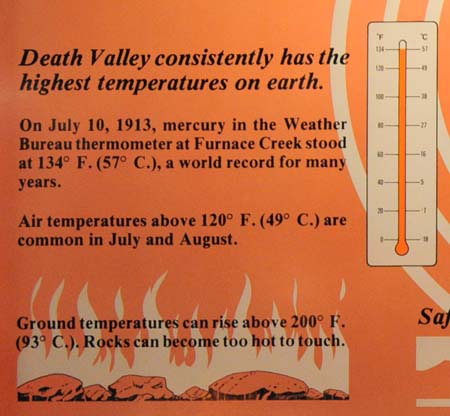 Death Valley consistently has the
highest temperatures on earth.
On July 10, 1913, mercury in the Weather
Bureau thermometer at Furnace Creek stood
at 134° F. (57° C.), a world record for many
years.
Air temperatures above 120° F. (49° C.) are
common in July and August.
Ground temperatures can rise above 200° F.
(93° C.). Rocks can become too hot to touch.
°F °C
134 57
120 49
100 38
80 27
60 16
40 5
20 -7
0 18
Saf